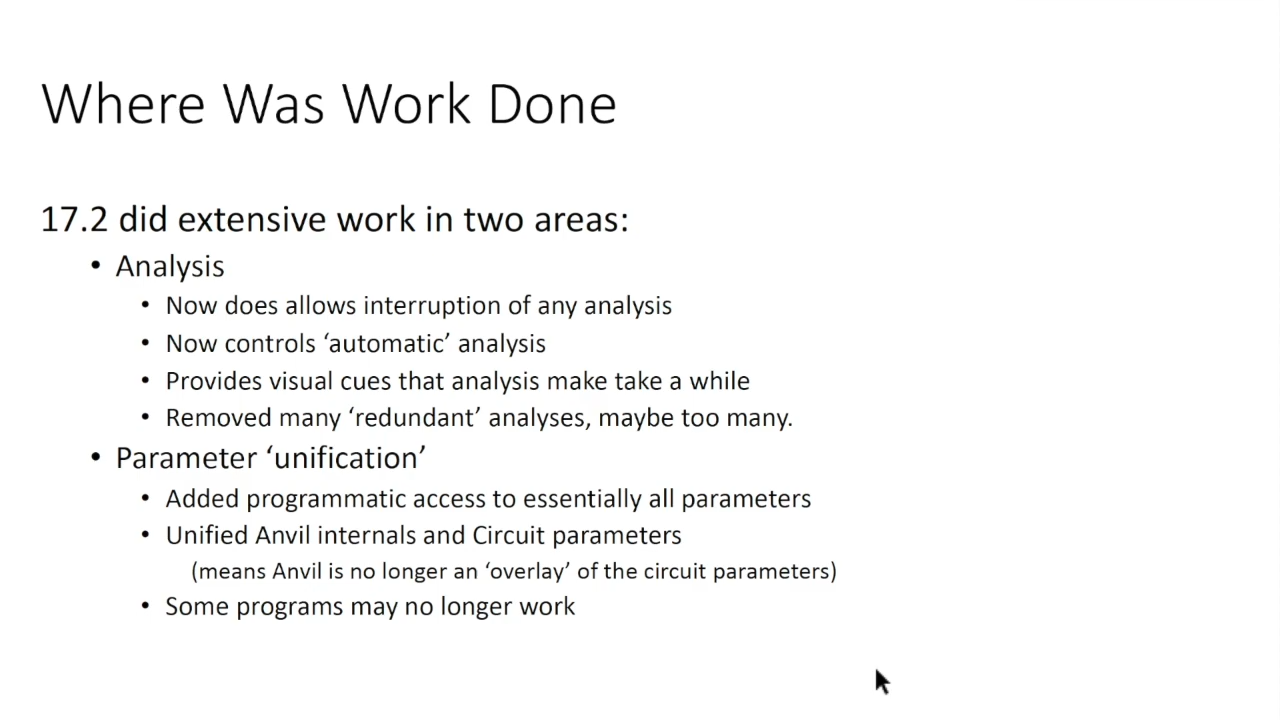 Where Was Work Done
17.2 did extensive work in two areas:
• Analysis
• Now does allows interruption of any analysis
• Now controls ‘automatic’ analysis
• Provides visual cues that analysis make take a while
• Removed many ‘redundant’ analyses, maybe too many.
• Parameter ‘unification’
• Added programmatic access to essentially all parameters
• Unified Anvil internals and Circuit parameters
(means Anvil is no longer an ‘overlay’ of the circuit parameters)
• Some programs may no longer work